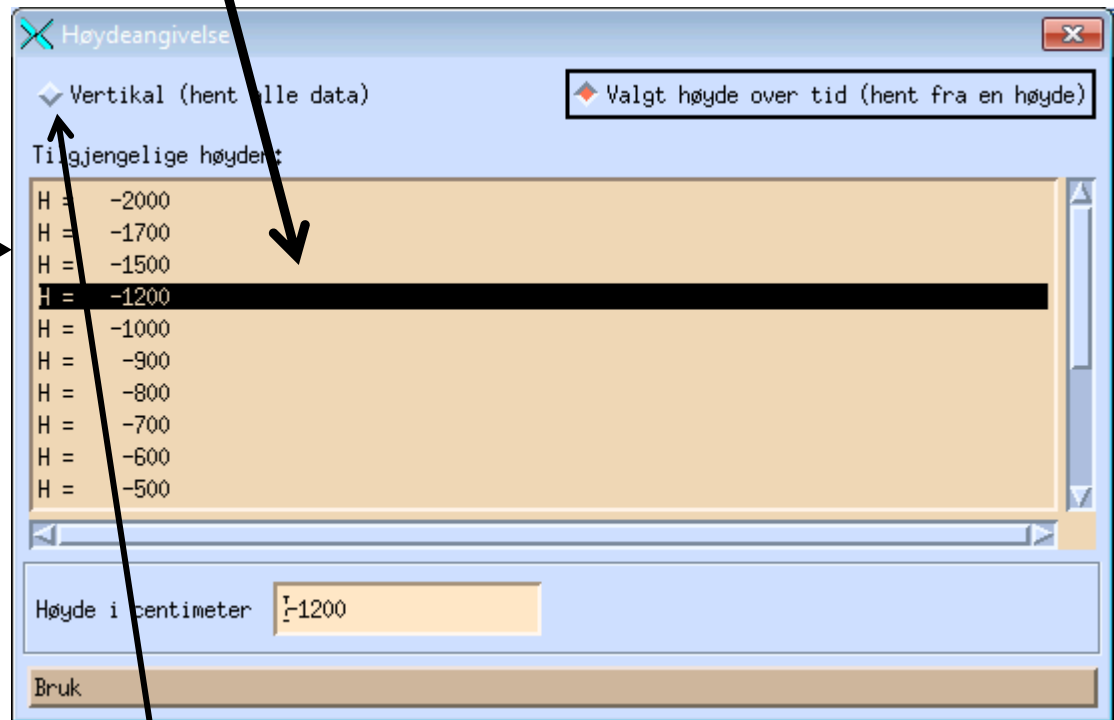 Høydeangivelse
Vertikal (hent alle data) Valgt høyde over tid (hent fra en høyde)
Tilgjengelige høyder:
H = -2000
H = -1700
H = -1500
H = -1200
H = -1000
H = -900
H = -800
H = -700
H = -600
H = -500
Høyde i centimeter -1200
Bruk